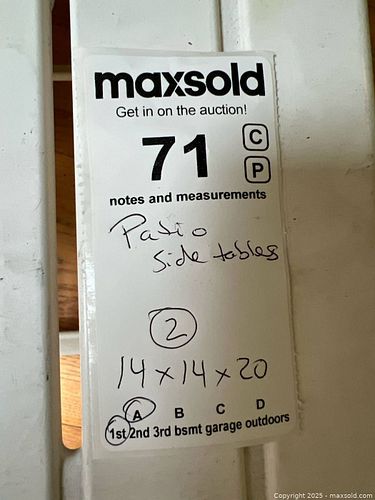 maxsold
Get in on the auction!
71
C
P
notes and measurements
Patio
side tables
2
14 x 14 x 20
A B C D
1st 2nd 3rd bsmt garage outdoors
Copyright 2025 - maxsold.com